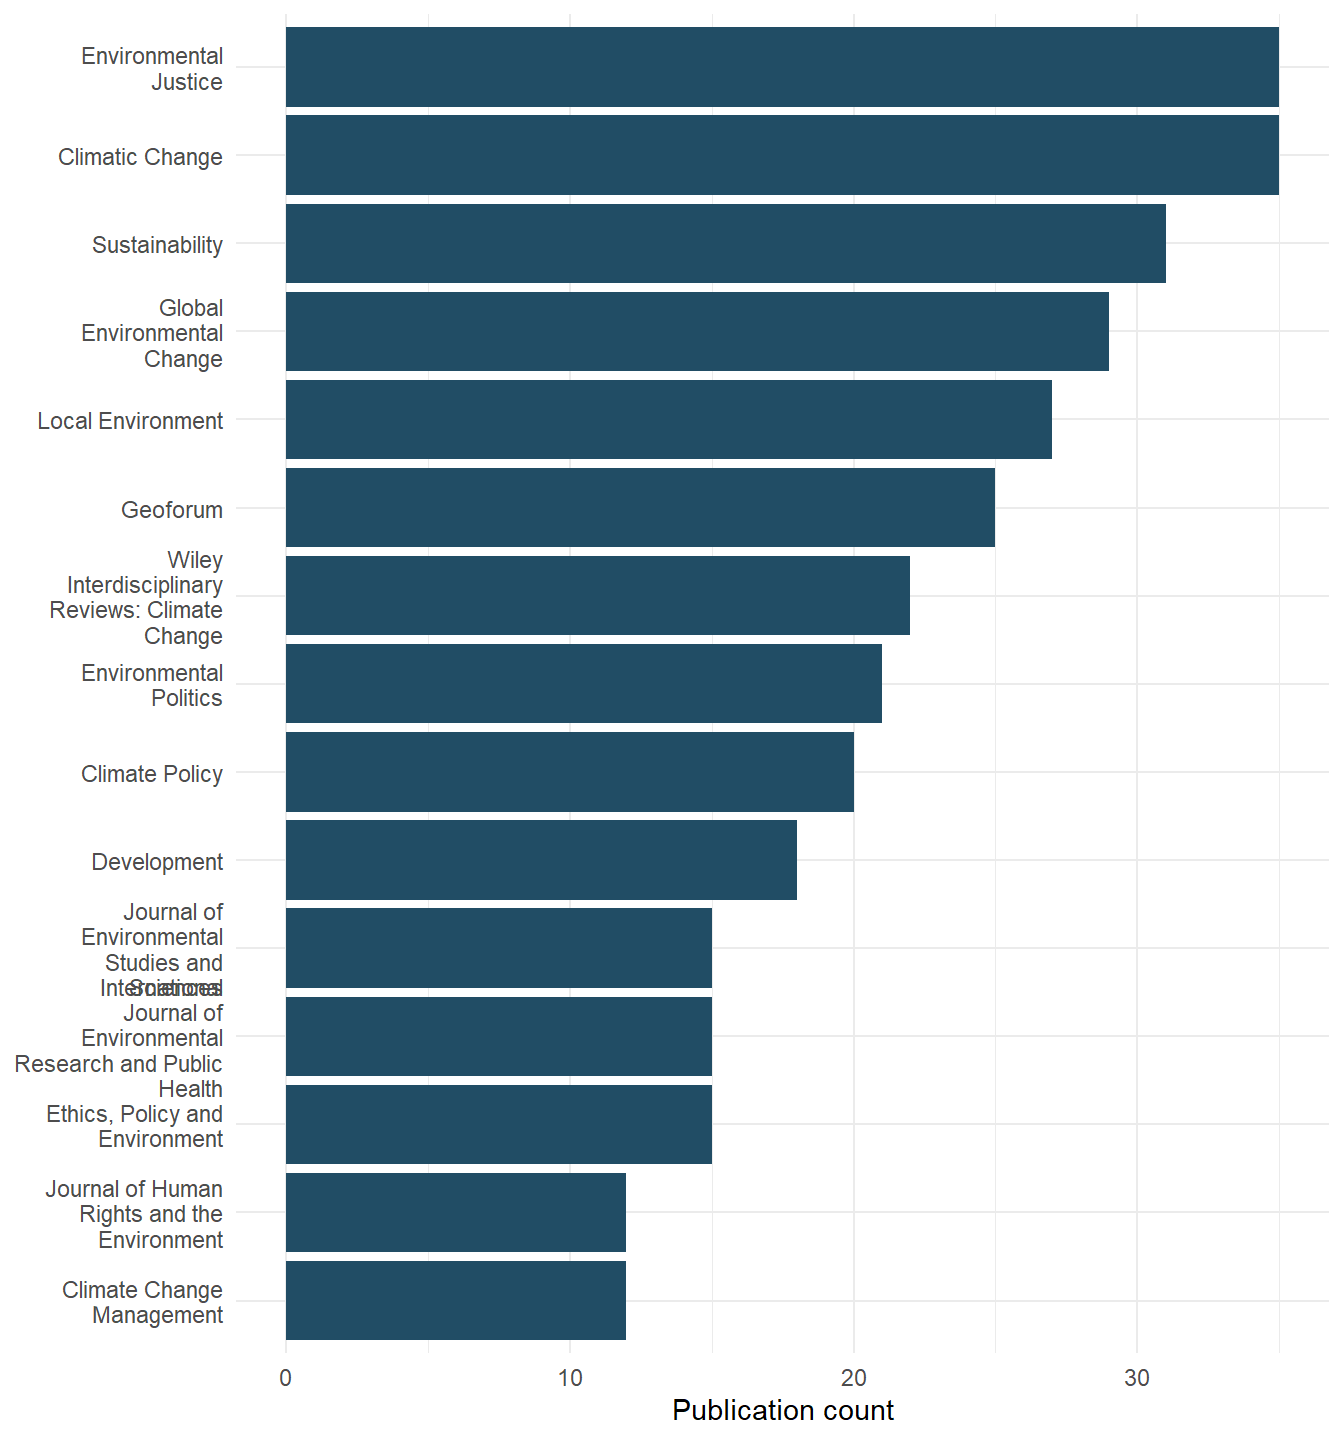 Environmental
Justice
Climatic Change
Sustainability
Global
Environmental
Change
Local Environment
Geoforum
Wiley
Interdisciplinary
Reviews: Climate
Change
Environmental
Politics
Climate Policy
Development
Journal of
Environmental
Studies and
Sciences
International
Journal of
Environmental
Research and Public
Health
Ethics, Policy and
Environment
Journal of Human
Rights and the
Environment
Climate Change
Management
0 10 20 30
Publication count